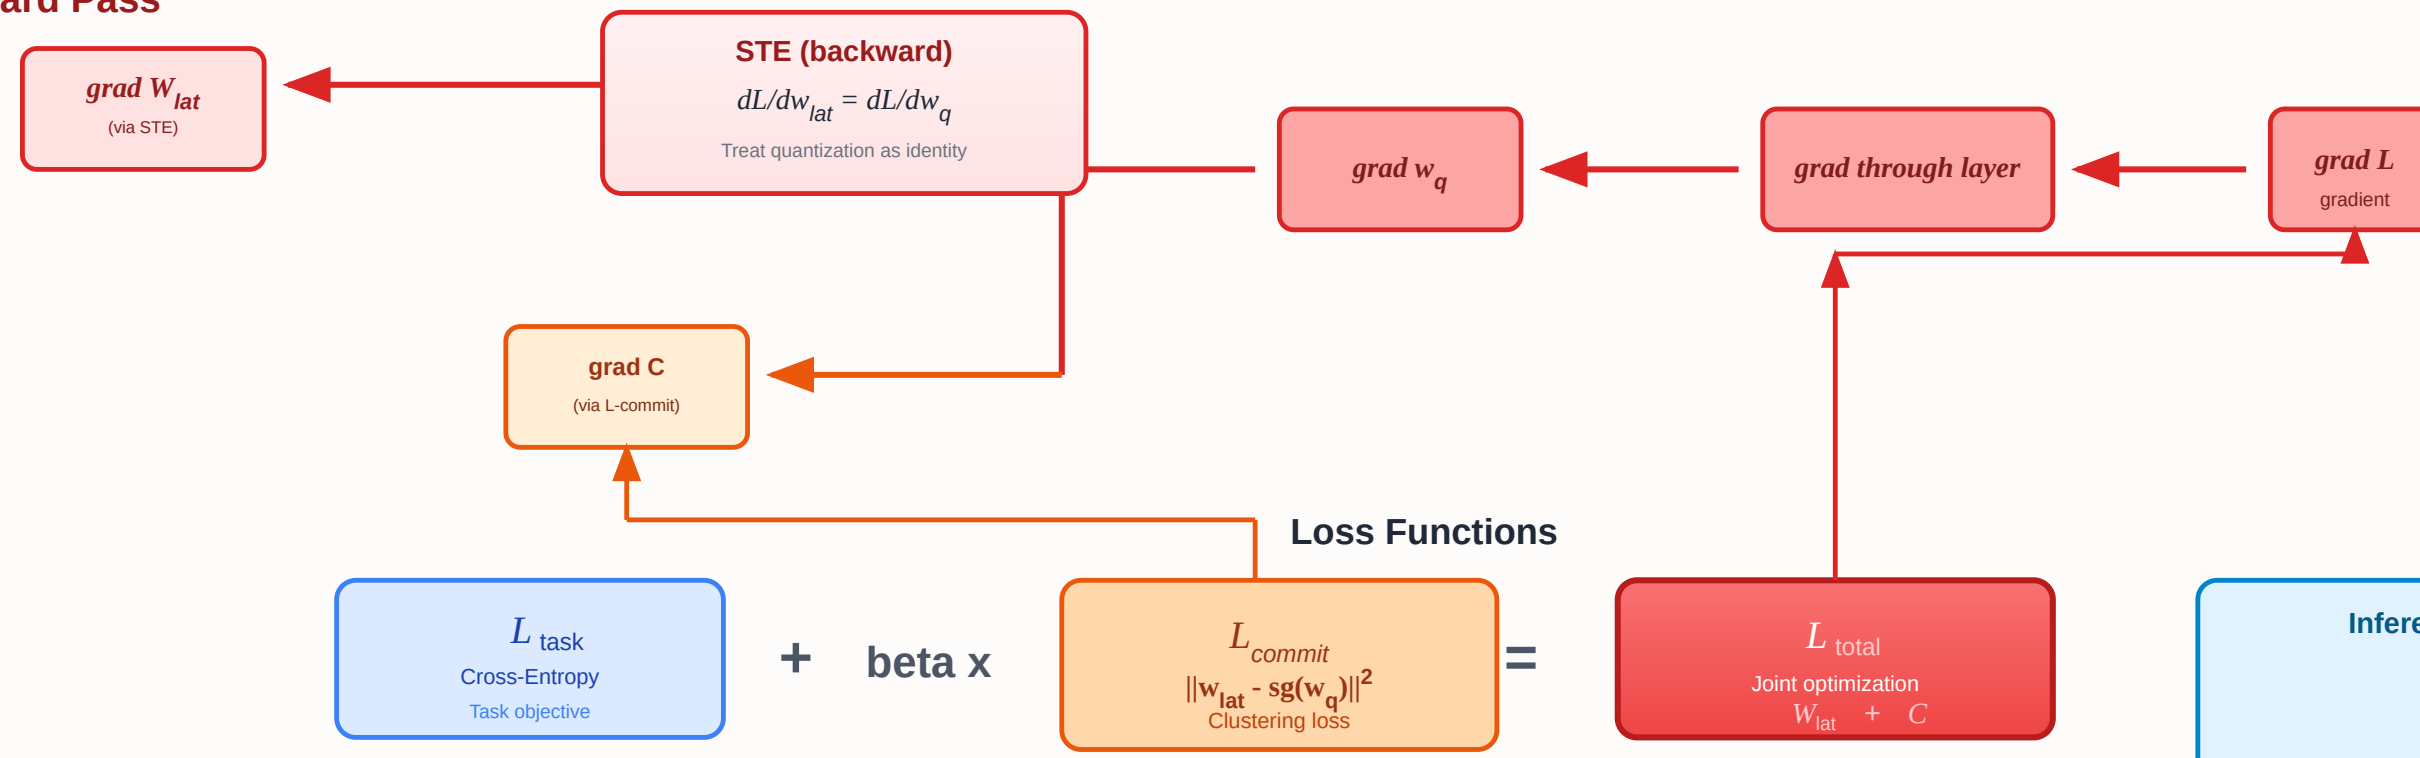 ard Pass
STE (backward)
dL/dw_lat = dL/dw_q
Treat quantization as identity
grad W_lat
(via STE)
grad w_q
grad through layer
grad L
gradient
grad C
(via L-commit)
Loss Functions
L task
Cross-Entropy
Task objective
+
beta x
L_commit
||w_lat - sg(w_q)||²
Clustering loss
=
L total
Joint optimization
W_lat + C
Infere